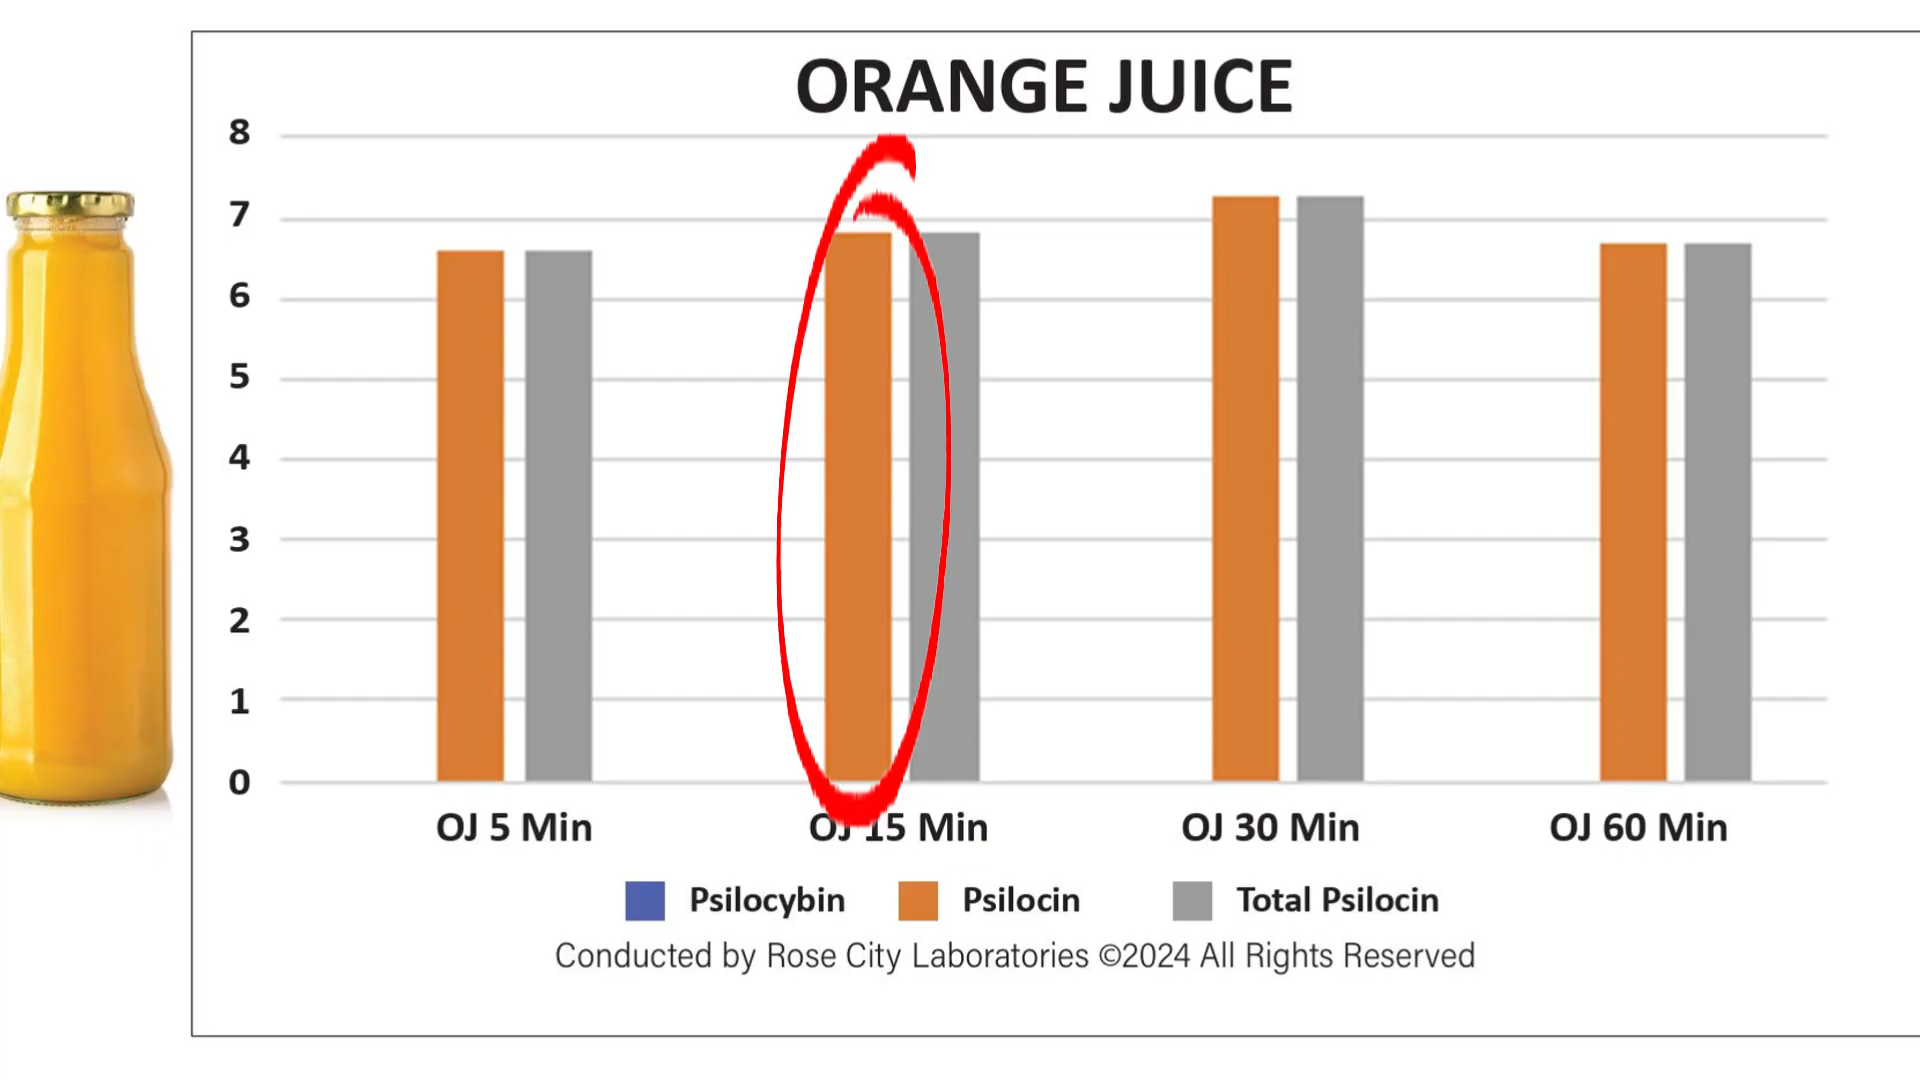 ORANGE JUICE
8
7
6
5
4
3
2
1
0
OJ 5 Min OJ 15 Min OJ 30 Min OJ 60 Min
Psilocybin Psilocin Total Psilocin
Conducted by Rose City Laboratories ©2024 All Rights Reserved